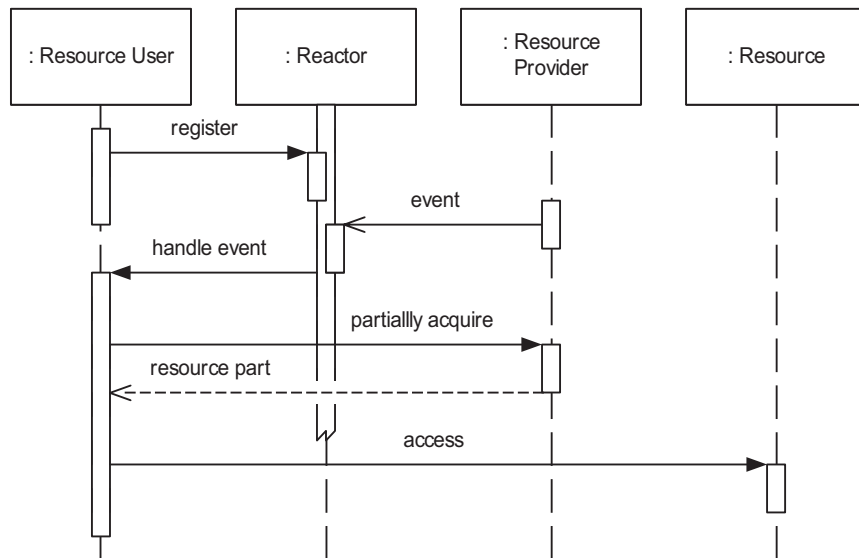 : Resource User
: Reactor
: Resource
Provider
: Resource
register
event
handle event
partiallly acquire
resource part
access